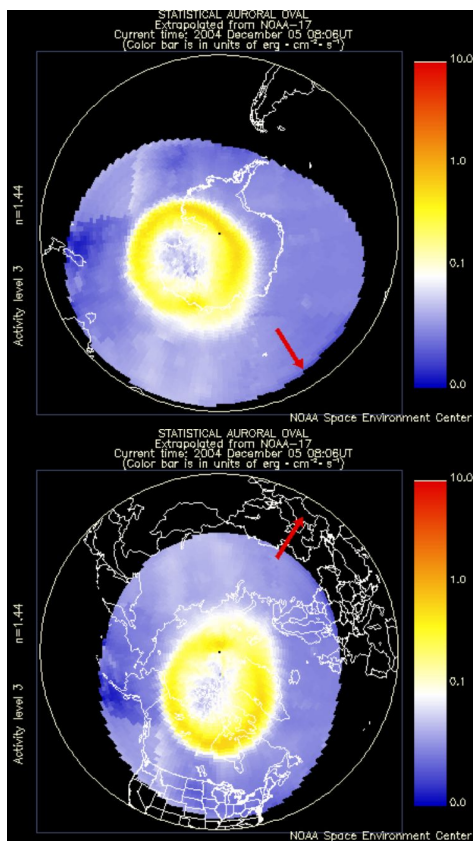 STATISTICAL AURORAL OVAL
Extrapolated from NOAA-17
Current time: 2004 December 05 08:06UT
(Color bar is in units of erg · cm⁻² · s⁻¹)
10.0
1.0
0.1
0.0
n=1.44
Activity level 3
NOAA Space Environment Center
STATISTICAL AURORAL OVAL
Extrapolated from NOAA-17
Current time: 2004 December 05 08:06UT
(Color bar is in units of erg · cm⁻² · s⁻¹)
10.0
1.0
0.1
0.0
n=1.44
Activity level 3
NOAA Space Environment Center